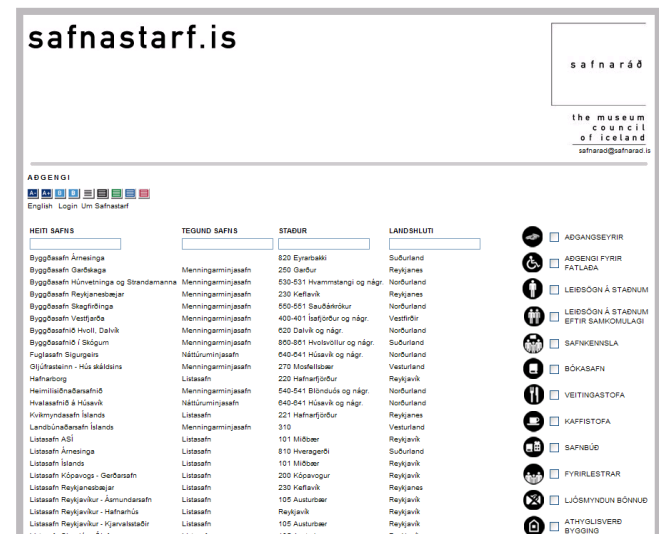 safnastarf.is
safnaráð
the museum
council
of iceland
safnarad@safnarad.is
AÐGENGI
A- A+ B B
English Login Um Safnastarf
HEITI SAFNS TEGUND SAFNS STAÐUR LANDSHLUTI
Byggðasafn Árnesinga 820 Eyrarbakki Suðurland
Byggðasafn Garðskaga Menningarminjasafn 250 Garður Reykjanes
Byggðasafn Húnvetninga og Strandamanna Menningarminjasafn 530-531 Hvammstangi og nágr. Norðurland
Byggðasafn Reykjanesbæjar Menningarminjasafn 230 Keflavík Reykjanes
Byggðasafn Skagfirðinga Menningarminjasafn 550-551 Sauðárkrókur Norðurland
Byggðasafn Vestfjarða Menningarminjasafn 400-401 Ísafjörður og nágr. Vestfirðir
Byggðasafnið Hvoll, Dalvík Menningarminjasafn 620 Dalvík og nágr. Norðurland
Byggðasafnið í Skógum Menningarminjasafn 860-861 Hvolsvöllur og nágr. Suðurland
Fuglasafn Sigurgeirs Náttúruminjasafn 640-641 Húsavík og nágr. Norðurland
Gljúfrasteinn - Hús skáldsins Menningarminjasafn 270 Mosfellsbær Vesturland
Hafnarborg Listasafn 220 Hafnarfjörður Reykjavík
Heimilisiðnaðarsafnið Menningarminjasafn 540-541 Blönduós og nágr. Norðurland
Hvalasafnið á Húsavík Náttúruminjasafn 640-641 Húsavík og nágr. Norðurland
Kvikmyndasafn Íslands Listasafn 221 Hafnarfjörður Reykjanes
Landbúnaðarsafn Íslands Menningarminjasafn 310 Vesturland
Listasafn ASÍ Listasafn 101 Miðbær Reykjavík
Listasafn Árnesinga Listasafn 810 Hveragerði Suðurland
Listasafn Íslands Listasafn 101 Miðbær Reykjavík
Listasafn Kópavogs - Gerðarsafn Listasafn 200 Kópavogur Reykjavík
Listasafn Reykjanesbæjar Listasafn 230 Keflavík Reykjanes
Listasafn Reykjavíkur - Ásmundarsafn Listasafn 105 Austurbær Reykjavík
Listasafn Reykjavíkur - Hafnarhús Listasafn Reykjavík Reykjavík
Listasafn Reykjavíkur - Kjarvalsstaðir Listasafn 105 Austurbær Reykjavík
AÐGANGSEYRIR
AÐGENGI FYRIR
FATLAÐA
LEIÐSÖGN Á STAÐNUM
LEIÐSÖGN Á STAÐNUM
EFTIR SAMKOMULAGI
SAFNKENNSLA
BÓKASAFN
VEITINGASTOFA
KAFFISTOFA
SAFNBÚÐ
FYRIRLESTRAR
LJÓSMYNDUN BÖNNUÐ
ATHYGLISVERÐ
BYGGING